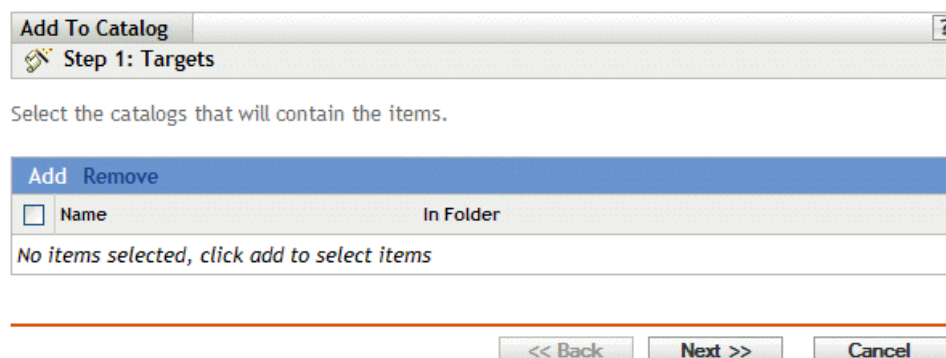 Add To Catalog
?
Step 1: Targets
Select the catalogs that will contain the items.
Add Remove
Name In Folder
No items selected, click add to select items
<< Back Next >> Cancel